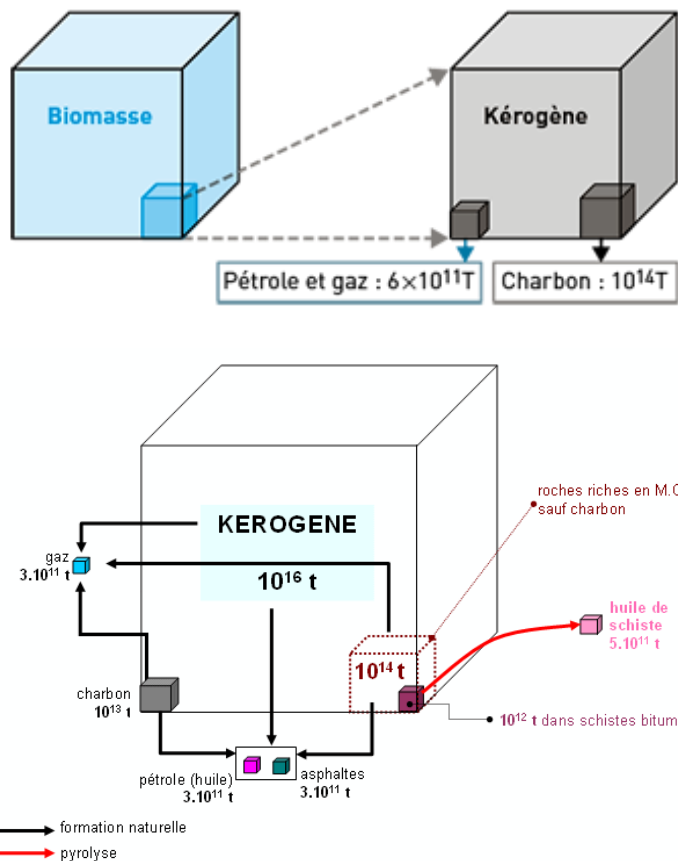 Biomasse
Kérogène
Pétrole et gaz : 6×10¹¹T
Charbon : 10¹⁴T
roches riches en M.O
sauf charbon
KEROGENE
10¹⁶ t
gaz
3.10¹¹ t
huile de
schiste
5.10¹¹ t
10¹⁴ t
charbon
10¹³ t
10¹² t dans schistes bitum
pétrole (huile)
3.10¹¹ t
asphaltes
3.10¹¹ t
formation naturelle
pyrolyse